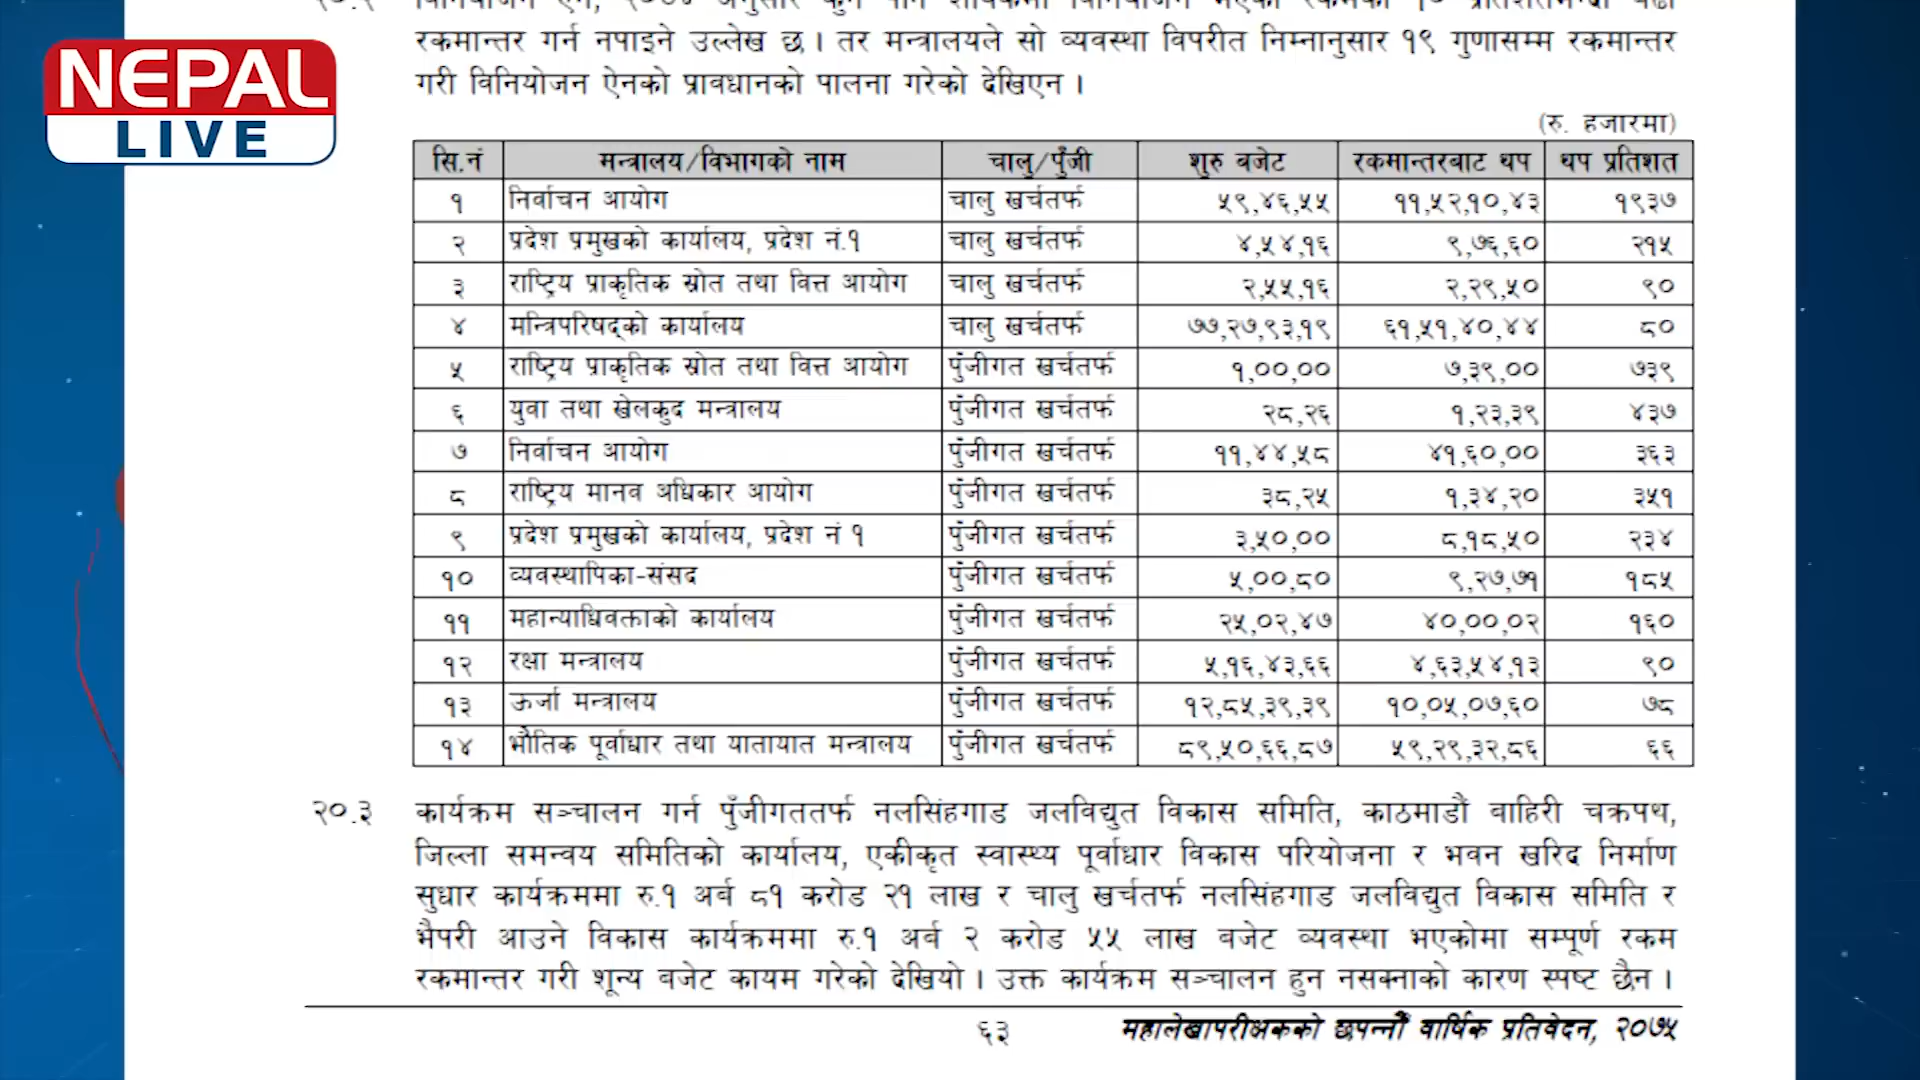 NEPAL
LIVE
रकमान्तर गर्न नपाइने उल्लेख छ । तर मन्त्रालयले सो व्यवस्था विपरीत निम्नानुसार १९ गुणासम्म रकमान्तर
गरी विनियोजन ऐनको प्रावधानको पालना गरेको देखिएन ।
(रु. हजारमा)
सि.नं मन्त्रालय/विभागको नाम चालु/पुँजी शुरु बजेट रकमान्तरबाट थप थप प्रतिशत
१ निर्वाचन आयोग चालु खर्चतर्फ ५९,४६,५५ ११,५२,१०,४३ १९३७
२ प्रदेश प्रमुखको कार्यालय, प्रदेश नं.१ चालु खर्चतर्फ ४,५४,१६ ९,७६,६० २१५
३ राष्ट्रिय प्राकृतिक स्रोत तथा वित्त आयोग चालु खर्चतर्फ २,५५,१६ २,२९,५० ९०
४ मन्त्रिपरिषद्को कार्यालय चालु खर्चतर्फ ७७,२७,९३,१९ ६१,५१,४०,४४ ८०
५ राष्ट्रिय प्राकृतिक स्रोत तथा वित्त आयोग पुँजीगत खर्चतर्फ १,००,०० ७,३९,०० ७३९
६ युवा तथा खेलकुद मन्त्रालय पुँजीगत खर्चतर्फ २८,२६ १,२३,३९ ४३७
७ निर्वाचन आयोग पुँजीगत खर्चतर्फ ११,४४,५८ ४१,६०,०० ३६३
८ राष्ट्रिय मानव अधिकार आयोग पुँजीगत खर्चतर्फ ३८,२५ १,३४,२० ३५१
९ प्रदेश प्रमुखको कार्यालय, प्रदेश नं १ पुँजीगत खर्चतर्फ ३,५०,०० ८,१८,५० २३४
१० व्यवस्थापिका-संसद पुँजीगत खर्चतर्फ ५,००,८० ९,२७,७१ १८५
११ महान्याधिवक्ताको कार्यालय पुँजीगत खर्चतर्फ २५,०२,४७ ४०,००,०२ १६०
१२ रक्षा मन्त्रालय पुँजीगत खर्चतर्फ ५,१६,४३,६६ ४,६३,५४,१३ ९०
१३ ऊर्जा मन्त्रालय पुँजीगत खर्चतर्फ १२,८५,३९,३९ १०,०५,०७,६० ७८
१४ भौतिक पूर्वाधार तथा यातायात मन्त्रालय पुँजीगत खर्चतर्फ ८९,५०,६६,८७ ५९,२९,३२,८६ ६६
२०.३ कार्यक्रम सञ्चालन गर्न पुँजीगततर्फ नलसिंहगाड जलविद्युत विकास समिति, काठमाडौं वाहिरी चक्रपथ,
जिल्ला समन्वय समितिको कार्यालय, एकीकृत स्वास्थ्य पूर्वाधार विकास परियोजना र भवन खरिद निर्माण
सुधार कार्यक्रममा रु.१ अर्ब ८१ करोड २१ लाख र चालु खर्चतर्फ नलसिंहगाड जलविद्युत विकास समिति र
भैपरी आउने विकास कार्यक्रममा रु.१ अर्ब २ करोड ५५ लाख बजेट व्यवस्था भएकोमा सम्पूर्ण रकम
रकमान्तर गरी शून्य बजेट कायम गरेको देखियो । उक्त कार्यक्रम सञ्चालन हुन नसक्नाको कारण स्पष्ट छैन ।
६३ महालेखापरीक्षकको छपन्नौँ वार्षिक प्रतिवेदन, २०७५